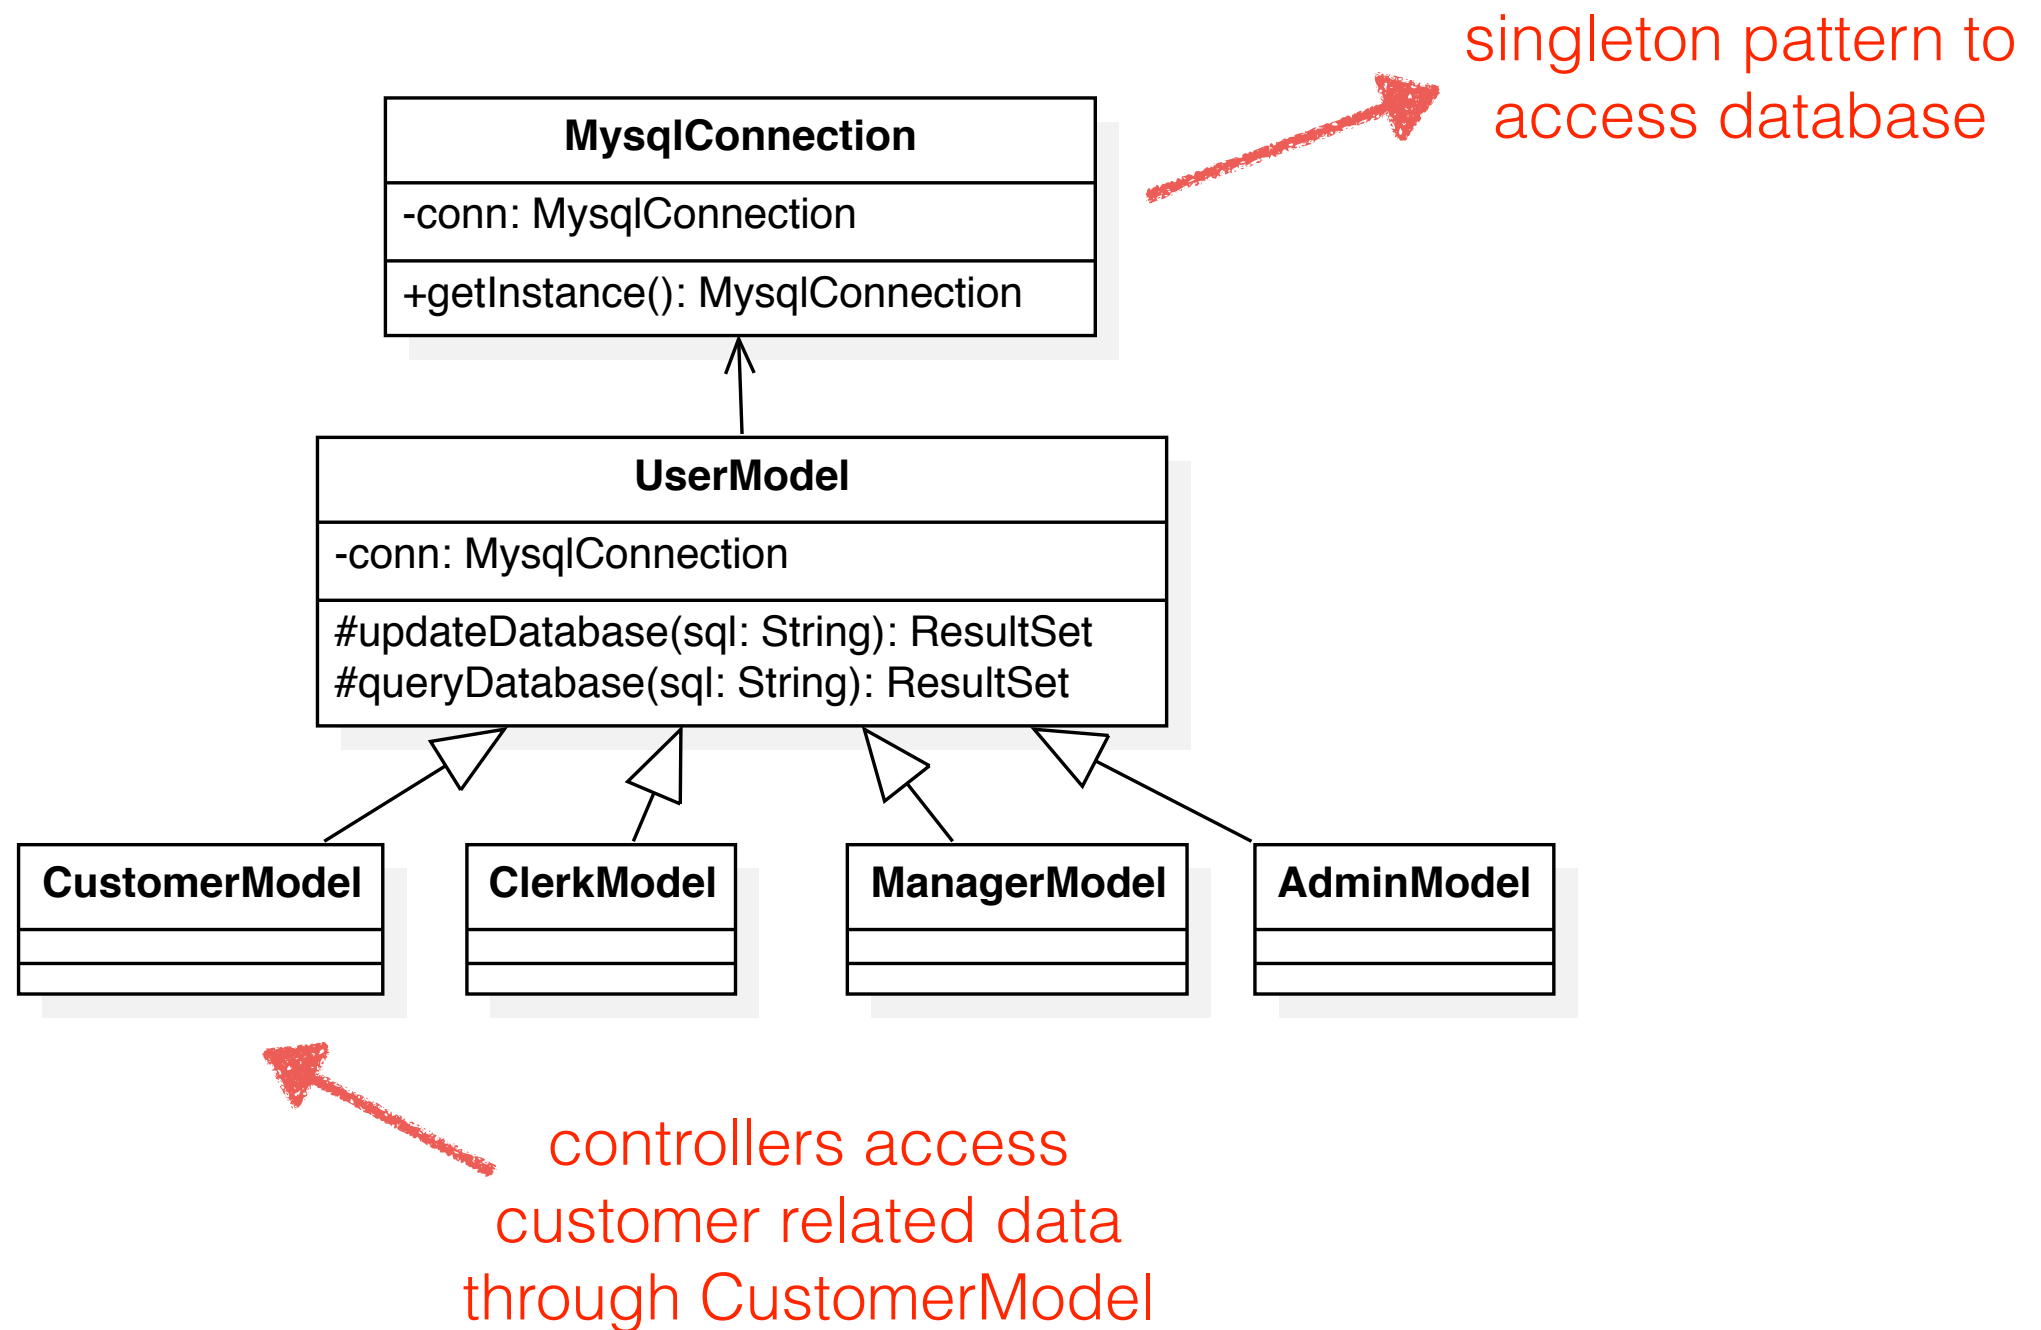 singleton pattern to
access database
MysqlConnection
-conn: MysqlConnection
+getInstance(): MysqlConnection
UserModel
-conn: MysqlConnection
#updateDatabase(sql: String): ResultSet
#queryDatabase(sql: String): ResultSet
CustomerModel
ClerkModel
ManagerModel
AdminModel
controllers access
customer related data
through CustomerModel